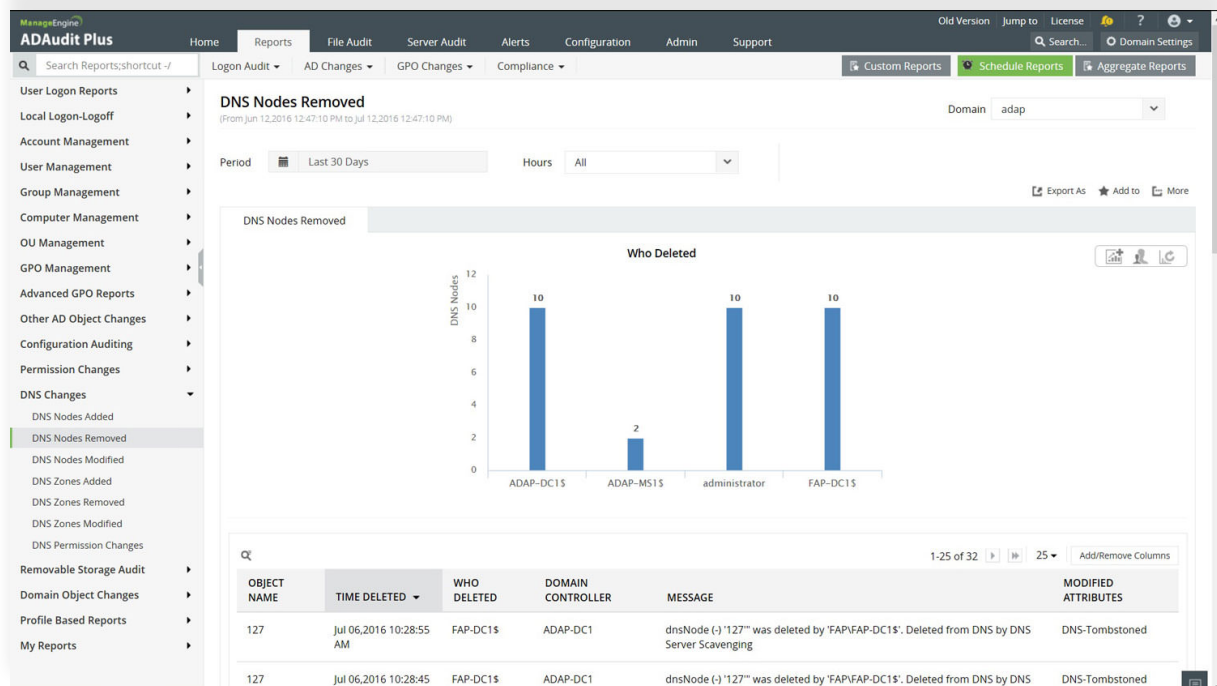 ManageEngine
ADAudit Plus
Old Version Jump to License ?
Home Reports File Audit Server Audit Alerts Configuration Admin Support
Search... Domain Settings
Search Reports;shortcut -/
Logon Audit AD Changes GPO Changes Compliance
Custom Reports Schedule Reports Aggregate Reports
User Logon Reports
Local Logon-Logoff
Account Management
User Management
Group Management
Computer Management
OU Management
GPO Management
Advanced GPO Reports
Other AD Object Changes
Configuration Auditing
Permission Changes
DNS Changes
DNS Nodes Added
DNS Nodes Removed
DNS Nodes Modified
DNS Zones Added
DNS Zones Removed
DNS Zones Modified
DNS Permission Changes
Removable Storage Audit
Domain Object Changes
Profile Based Reports
My Reports
DNS Nodes Removed
(From Jun 12,2016 12:47:10 PM to Jul 12,2016 12:47:10 PM)
Domain adap
Period Last 30 Days Hours All
Export As Add to More
DNS Nodes Removed
Who Deleted
DNS Nodes
12
10
8
6
4
2
0
10 2 10 10
ADAP-DC1$ ADAP-MS1$ administrator FAP-DC1$
1-25 of 32 25 Add/Remove Columns
OBJECT NAME TIME DELETED WHO DELETED DOMAIN CONTROLLER MESSAGE MODIFIED ATTRIBUTES
127 Jul 06,2016 10:28:55 AM FAP-DC1$ ADAP-DC1 dnsNode (-) '127'" was deleted by 'FAP\FAP-DC1$'. Deleted from DNS by DNS Server Scavenging DNS-Tombstoned
127 Jul 06,2016 10:28:45 FAP-DC1$ ADAP-DC1 dnsNode (-) '127'" was deleted by 'FAP\FAP-DC1$'. Deleted from DNS by DNS DNS-Tombstoned